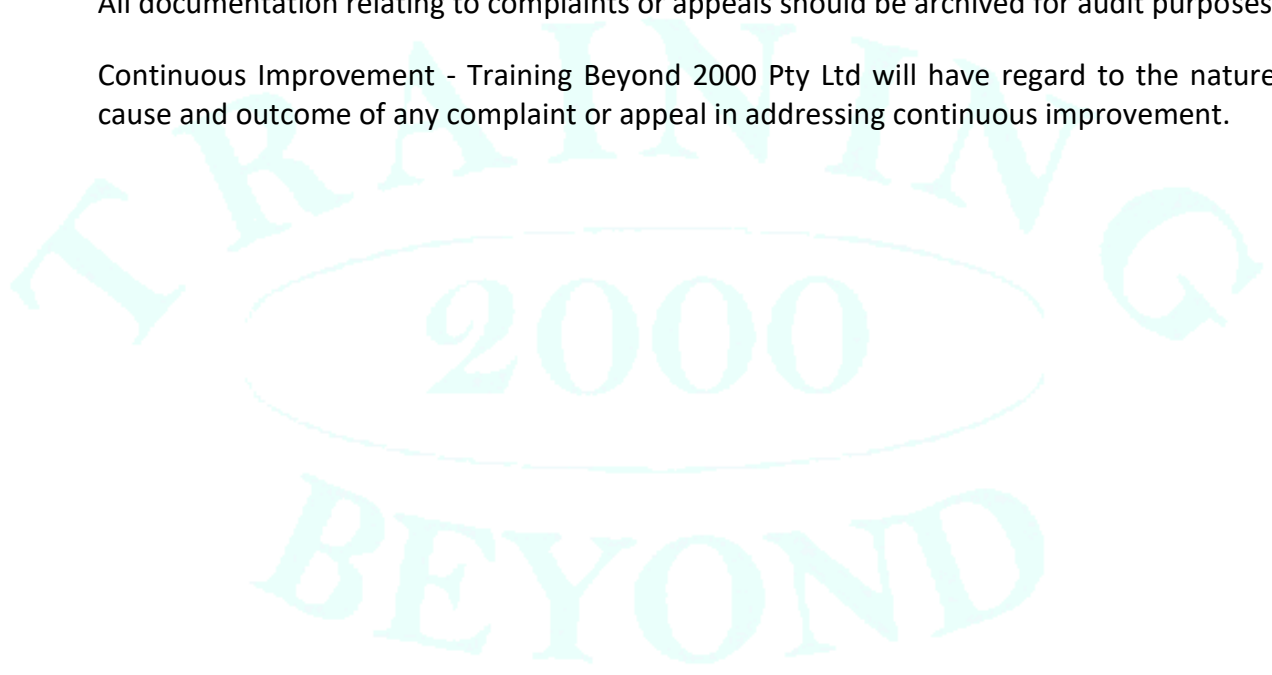 All documentation relating to complaints or appeals should be archived for audit purposes
Continuous Improvement - Training Beyond 2000 Pty Ltd will have regard to the nature
cause and outcome of any complaint or appeal in addressing continuous improvement.
TRAINING
2000
BEYOND